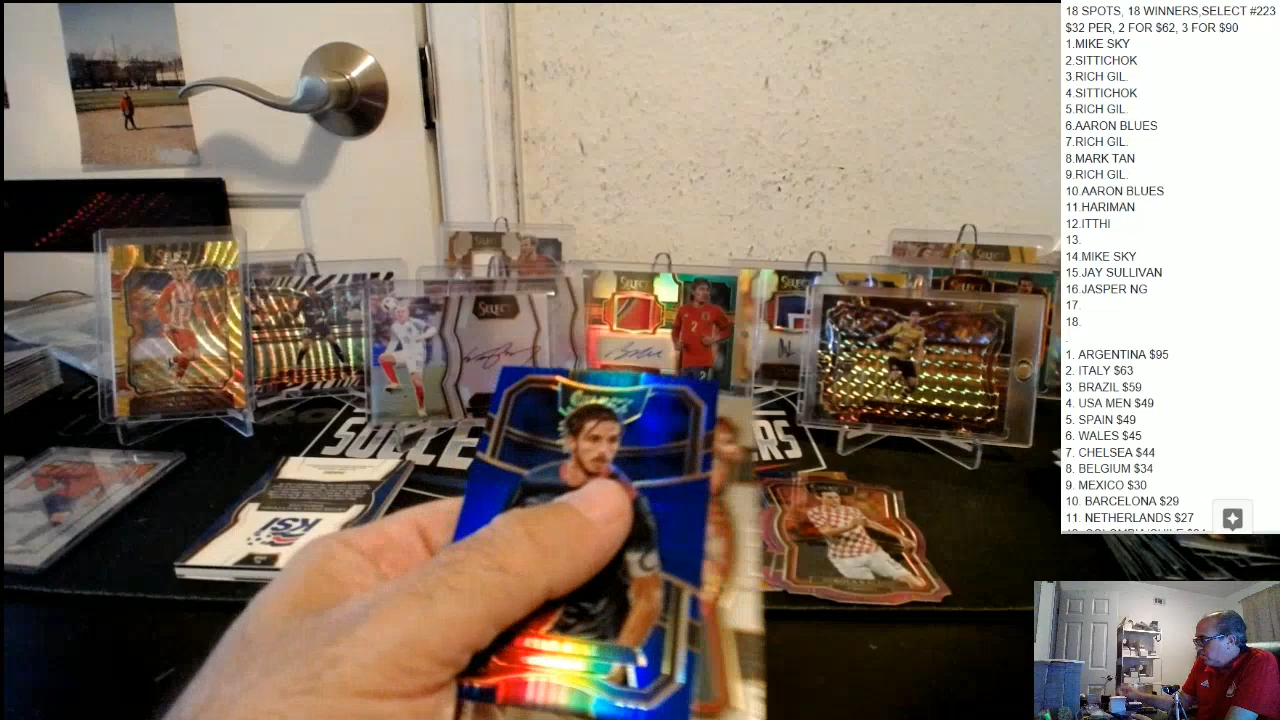 18 SPOTS, 18 WINNERS,SELECT #223
$32 PER, 2 FOR $62, 3 FOR $90
1.MIKE SKY
2.SITTICHOK
3.RICH GIL.
4.SITTICHOK
5.RICH GIL.
6.AARON BLUES
7.RICH GIL.
8.MARK TAN
9.RICH GIL.
10.AARON BLUES
11 HARIMAN
12.ITTHI
13.
14.MIKE SKY
15.JAY SULLIVAN
16.JASPER NG
17.
18.
.
1. ARGENTINA $95
2. ITALY $63
3. BRAZIL $59
4. USA MEN $49
5. SPAIN $49
6. WALES $45
7. CHELSEA $44
8. BELGIUM $34
9. MEXICO $30
10. BARCELONA $29
11. NETHERLANDS $27
SELECT
SELECT
2
SOCCE
ERS
KSI